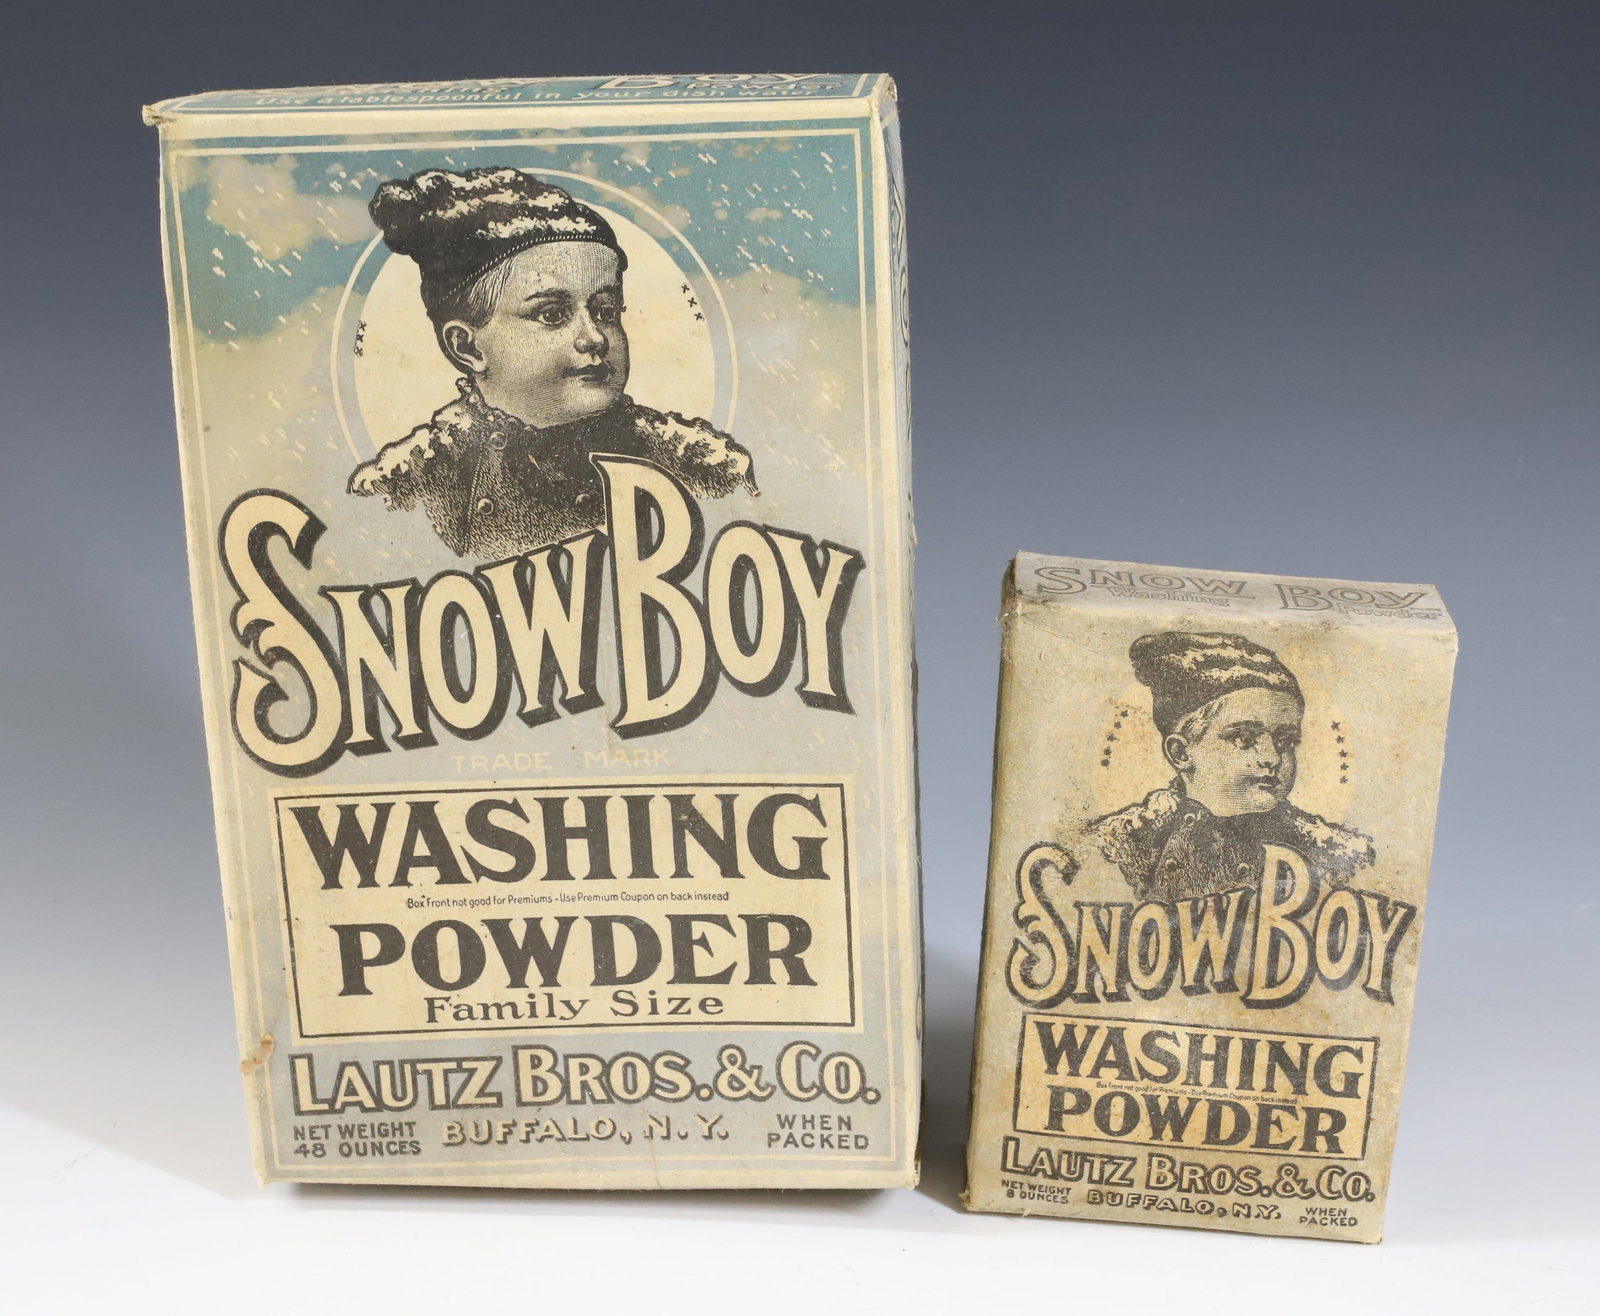 Use a tablespoonful in your dish water
SNOW BOY
TRADE MARK
WASHING
Box Front not good for Premiums - Use Premium Coupon on back instead
POWDER
Family Size
LAUTZ BROS. & CO.
NET WEIGHT
48 OUNCES
BUFFALO, N.Y.
WHEN
PACKED
SNOW BOY
Washing Powder
SNOW BOY
WASHING
Box Front not good for Premiums - Use Premium Coupon on back instead
POWDER
LAUTZ BROS. & CO.
NET WEIGHT
8 OUNCES
BUFFALO, N.Y.
WHEN
PACKED